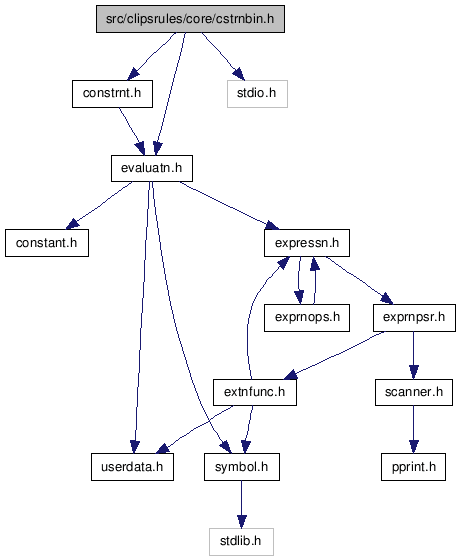 src/clipsrules/core/cstrnbin.h
constrnt.h
stdio.h
evaluatn.h
constant.h
expressn.h
exprnops.h
exprnpsr.h
extnfunc.h
scanner.h
userdata.h
symbol.h
pprint.h
stdlib.h